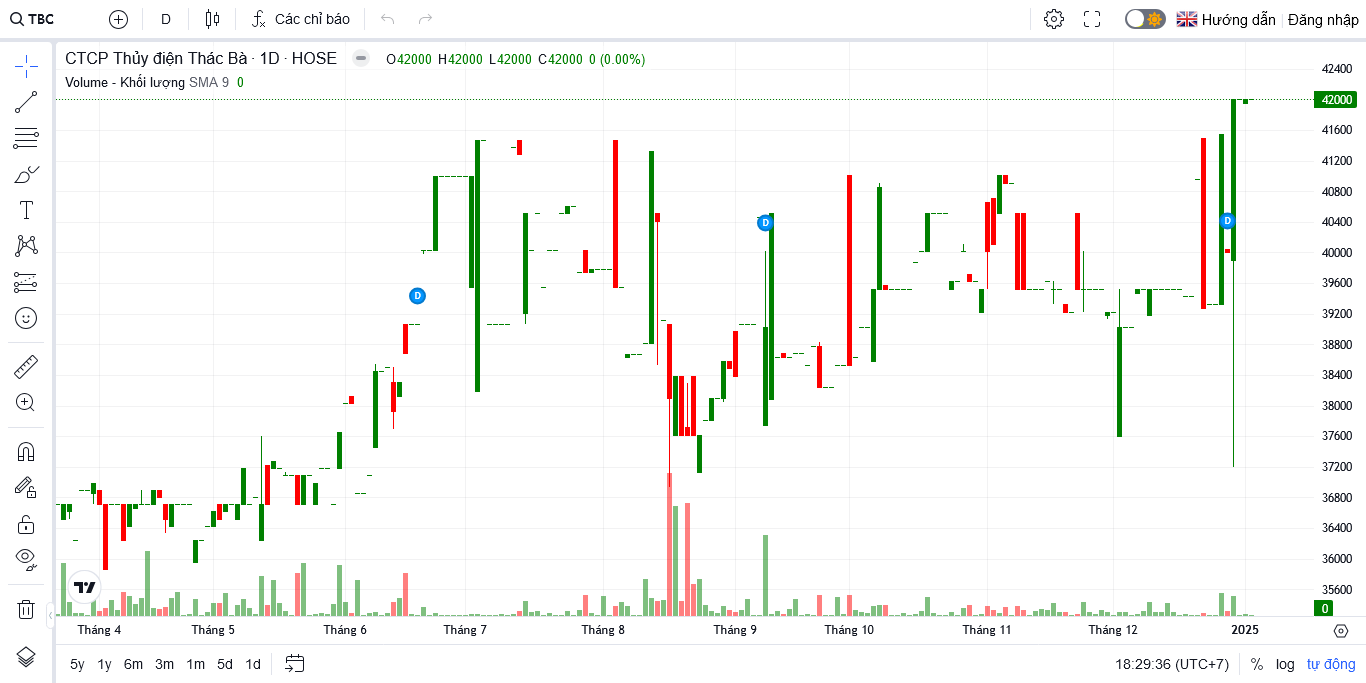 TBC D Các chỉ báo Hướng dẫn Đăng nhập
CTCP Thủy điện Thác Bà · 1D · HOSE O42000 H42000 L42000 C42000 0 (0.00%)
Volume - Khối lượng SMA 9 0
42400
42000
41600
41200
40800
40400
40000
39600
39200
38800
38400
38000
37600
37200
36800
36400
36000
35600
0
D
D
D
Tháng 4 Tháng 5 Tháng 6 Tháng 7 Tháng 8 Tháng 9 Tháng 10 Tháng 11 Tháng 12 2025
5y 1y 6m 3m 1m 5d 1d 18:29:36 (UTC+7) % log tự động